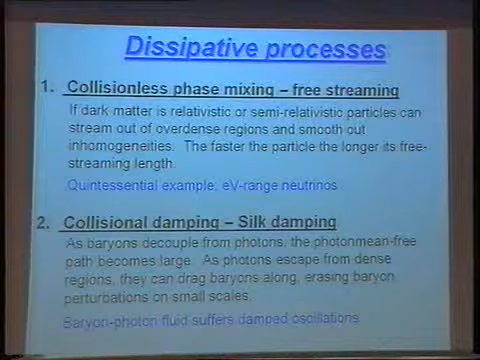 Dissipative processes
1. Collisionless phase mixing – free streaming
If dark matter is relativistic or semi-relativistic particles can
stream out of overdense regions and smooth out
inhomogeneities. The faster the particle the longer its free-
streaming length.
Quintessential example: eV-range neutrinos
2. Collisional damping – Silk damping
As baryons decouple from photons, the photonmean-free
path becomes large. As photons escape from dense
regions, they can drag baryons along, erasing baryon
perturbations on small scales.
Baryon-photon fluid suffers damped oscillations.